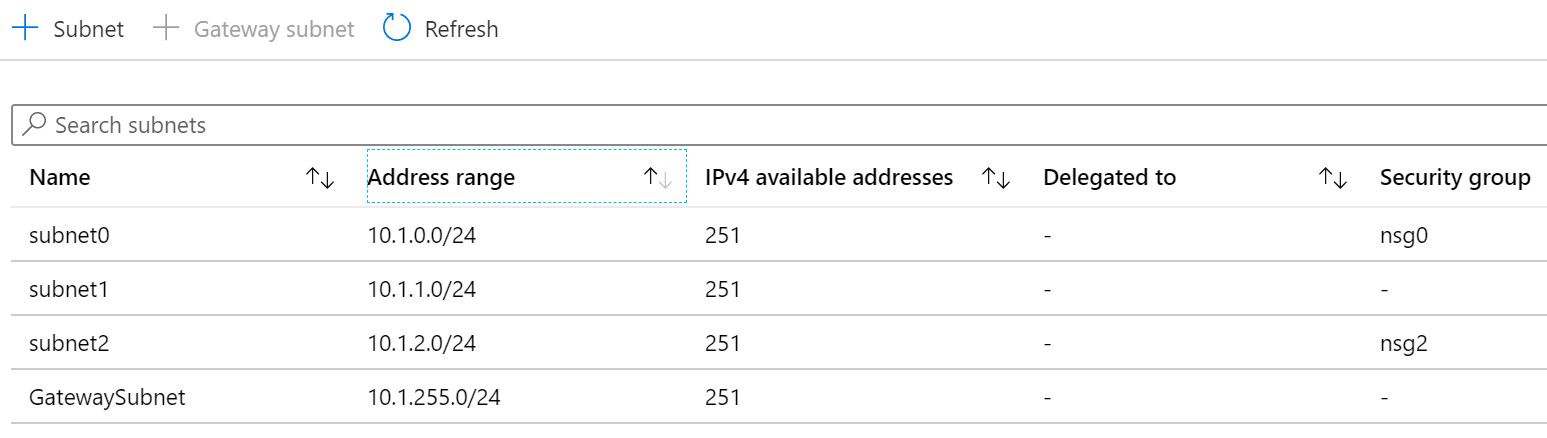 Subnet Gateway subnet Refresh
Search subnets
Name Address range IPv4 available addresses Delegated to Security group
subnet0 10.1.0.0/24 251 - nsg0
subnet1 10.1.1.0/24 251 - -
subnet2 10.1.2.0/24 251 - nsg2
GatewaySubnet 10.1.255.0/24 251 - -